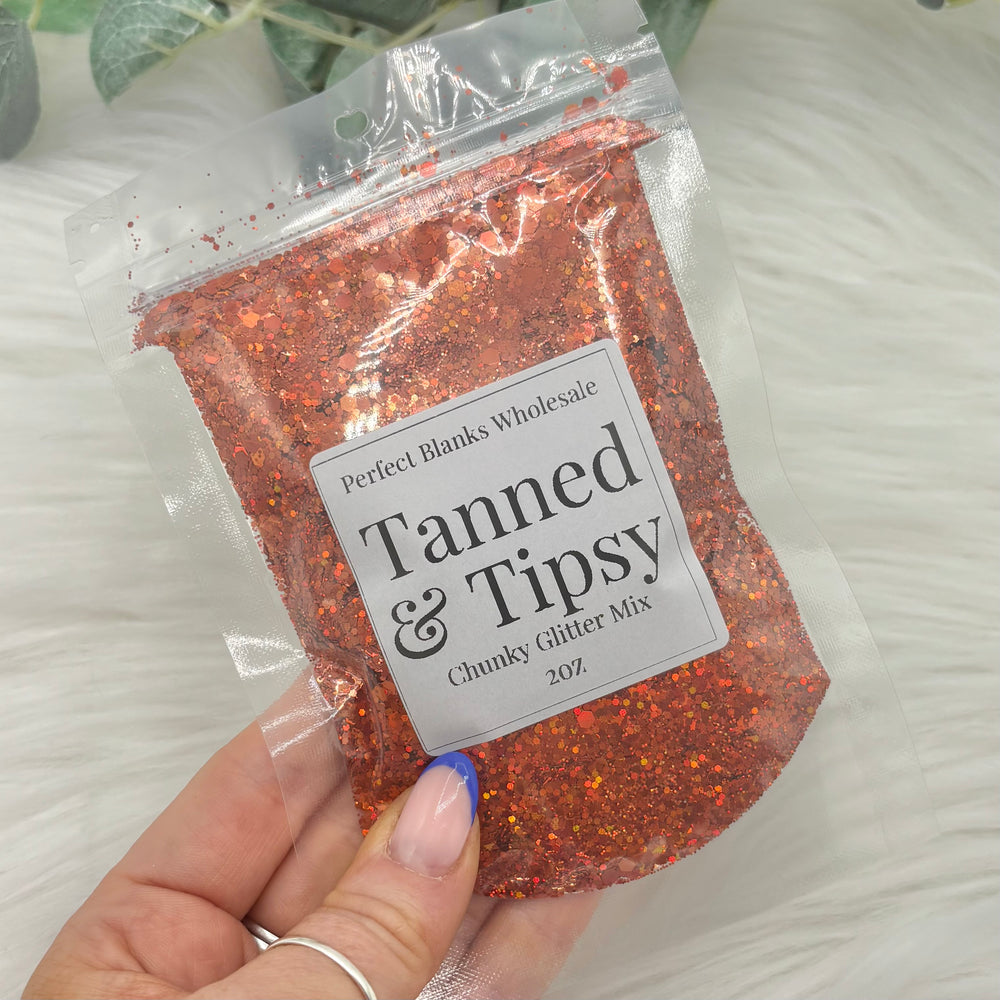 Perfect Blanks Wholesale
Tanned
& Tipsy
Chunky Glitter Mix
2oz